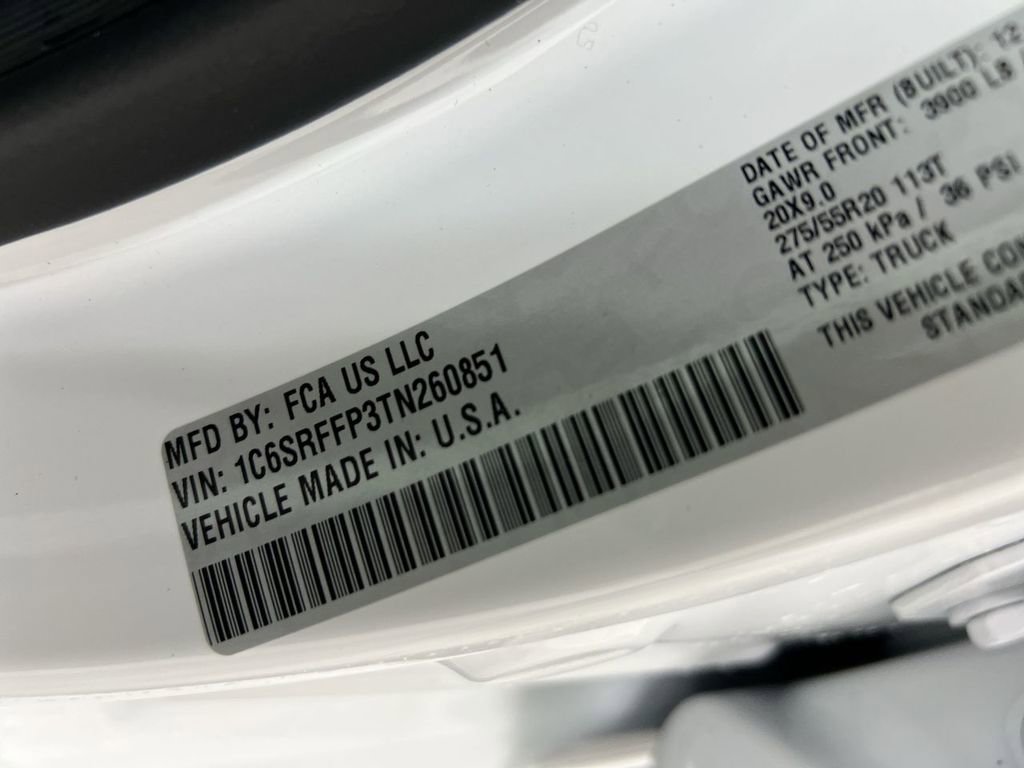 MFD BY: FCA US LLC
VIN: 1C6SRFFP3TN260851
VEHICLE MADE IN: U.S.A.
DATE OF MFR (BUILT): 12
GAWR FRONT: 3900 LB
20X9.0
275/55R20 113T
AT 250 kPa / 36 PSI
TYPE: TRUCK
THIS VEHICLE